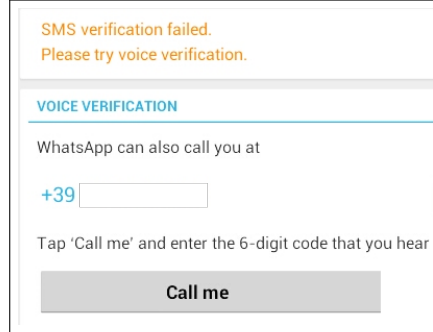 SMS verification failed.
Please try voice verification.
VOICE VERIFICATION
WhatsApp can also call you at
+39
Tap 'Call me' and enter the 6-digit code that you hear
Call me